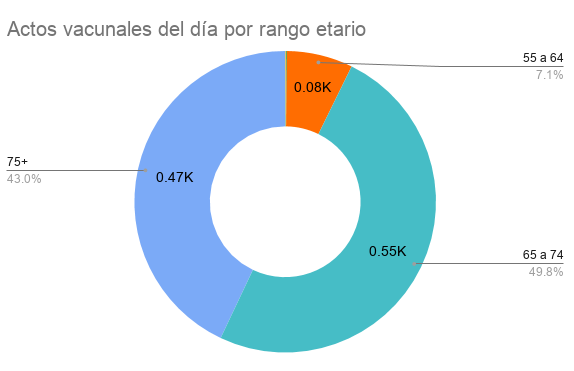 Actos vacunales del día por rango etario
55 a 64
7.1%
0.08K
75+
43.0%
0.47K
0.55K
65 a 74
49.8%